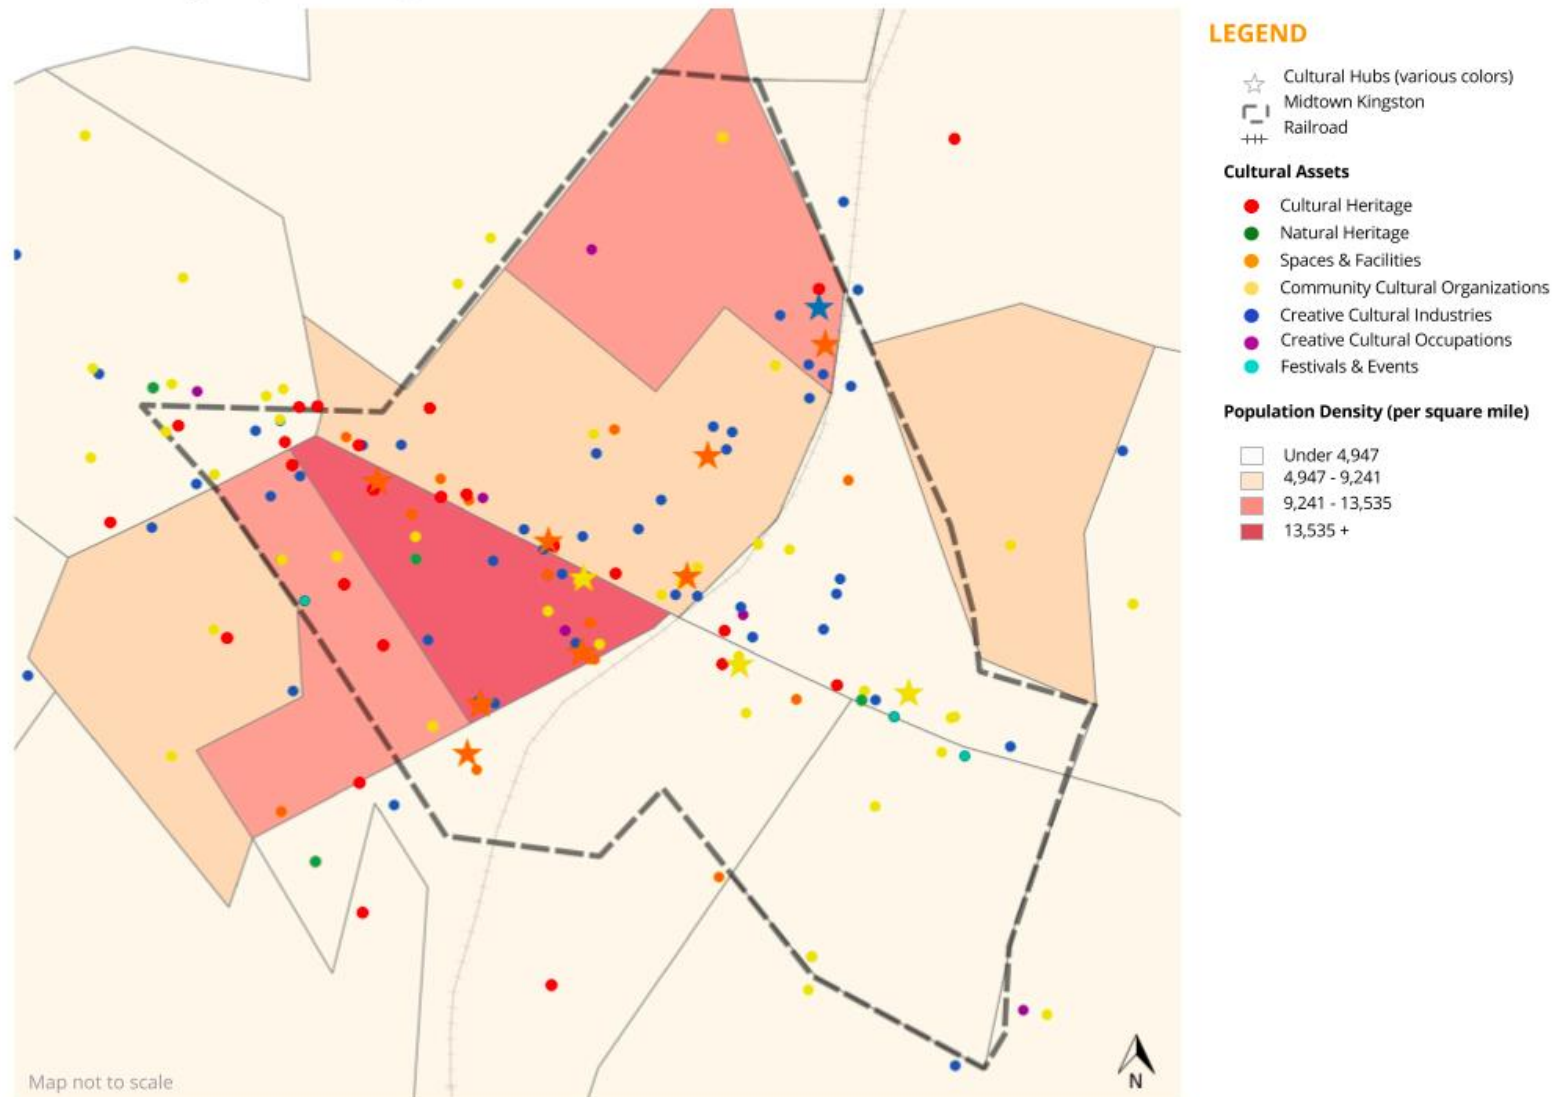 LEGEND
Cultural Hubs (various colors)
Midtown Kingston
Railroad
Cultural Assets
Cultural Heritage
Natural Heritage
Spaces & Facilities
Community Cultural Organizations
Creative Cultural Industries
Creative Cultural Occupations
Festivals & Events
Population Density (per square mile)
Under 4,947
4,947 - 9,241
9,241 - 13,535
13,535 +
Map not to scale
N